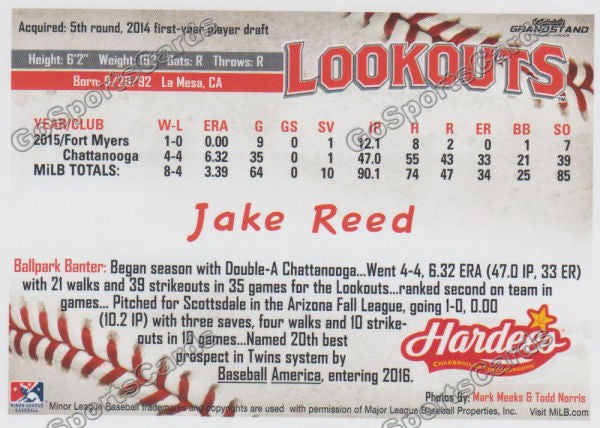 Acquired: 5th round, 2014 first-year player draft
GRANDSTAND
Height: 6'2" Weight: Bats: R Throws: R
Born: La Mesa, CA
LOOKOUTS
YEAR/CLUB W-L ERA G GS SV IP H R ER BB SO
2015/Fort Myers 1-0 0.00 9 0 1 12.1 8 2 0 1 7
Chattanooga 4-4 6.32 35 0 1 47.0 55 43 33 21 39
MiLB TOTALS: 8-4 3.39 64 0 10 90.1 74 47 34 25 85
Jake Reed
Ballpark Banter: Began season with Double-A Chattanooga...Went 4-4, 6.32 ERA (47.0 IP, 33 ER)
with 21 walks and 39 strikeouts in 35 games for the Lookouts...ranked second on team in
games... Pitched for Scottsdale in the Arizona Fall League, going 1-0, 0.00
(10.2 IP) with three saves, four walks and 10 strike-
outs in 10 games...Named 20th best
prospect in Twins system by
Baseball America, entering 2016.
Hardee's
CHARBROILED BURGERS
Photos By: Mark Meeks & Todd Norris
MINOR LEAGUE
BASEBALL
Minor League Baseball trademarks and copyrights are used with permission of Major League Baseball Properties, Inc. Visit MiLB.com
GoSportsCards